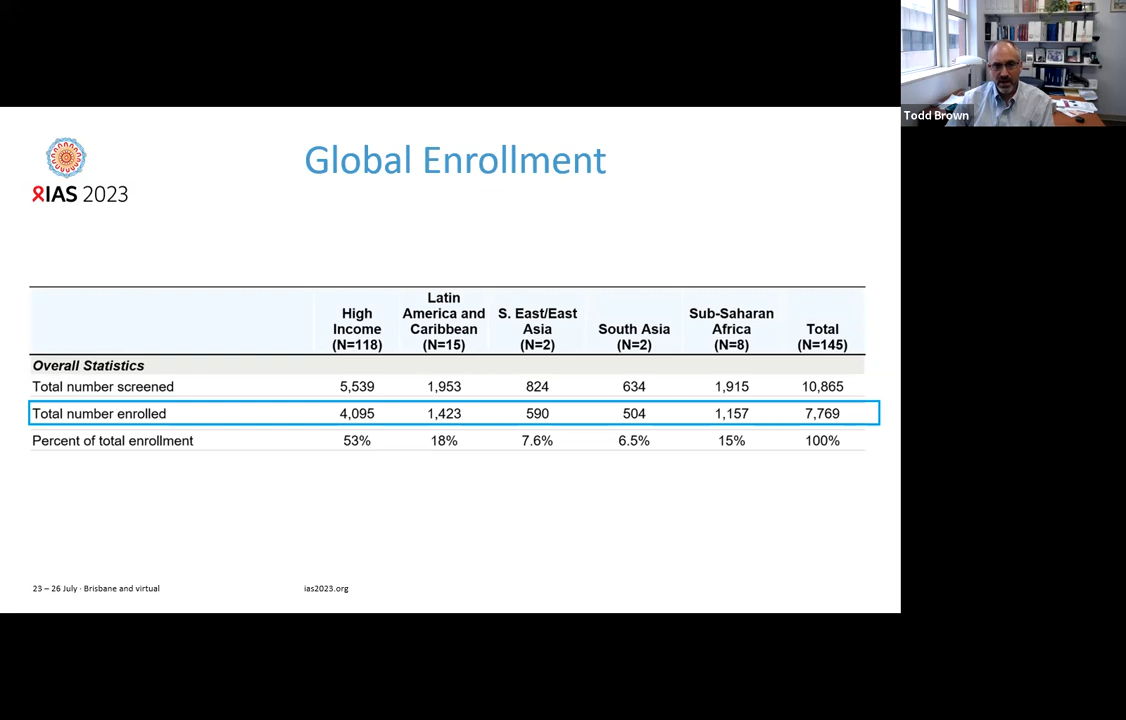 Todd Brown
IAS 2023
Global Enrollment
High Income (N=118) Latin America and Caribbean (N=15) S. East/East Asia (N=2) South Asia (N=2) Sub-Saharan Africa (N=8) Total (N=145)
Overall Statistics
Total number screened 5,539 1,953 824 634 1,915 10,865
Total number enrolled 4,095 1,423 590 504 1,157 7,769
Percent of total enrollment 53% 18% 7.6% 6.5% 15% 100%
23 – 26 July · Brisbane and virtual ias2023.org